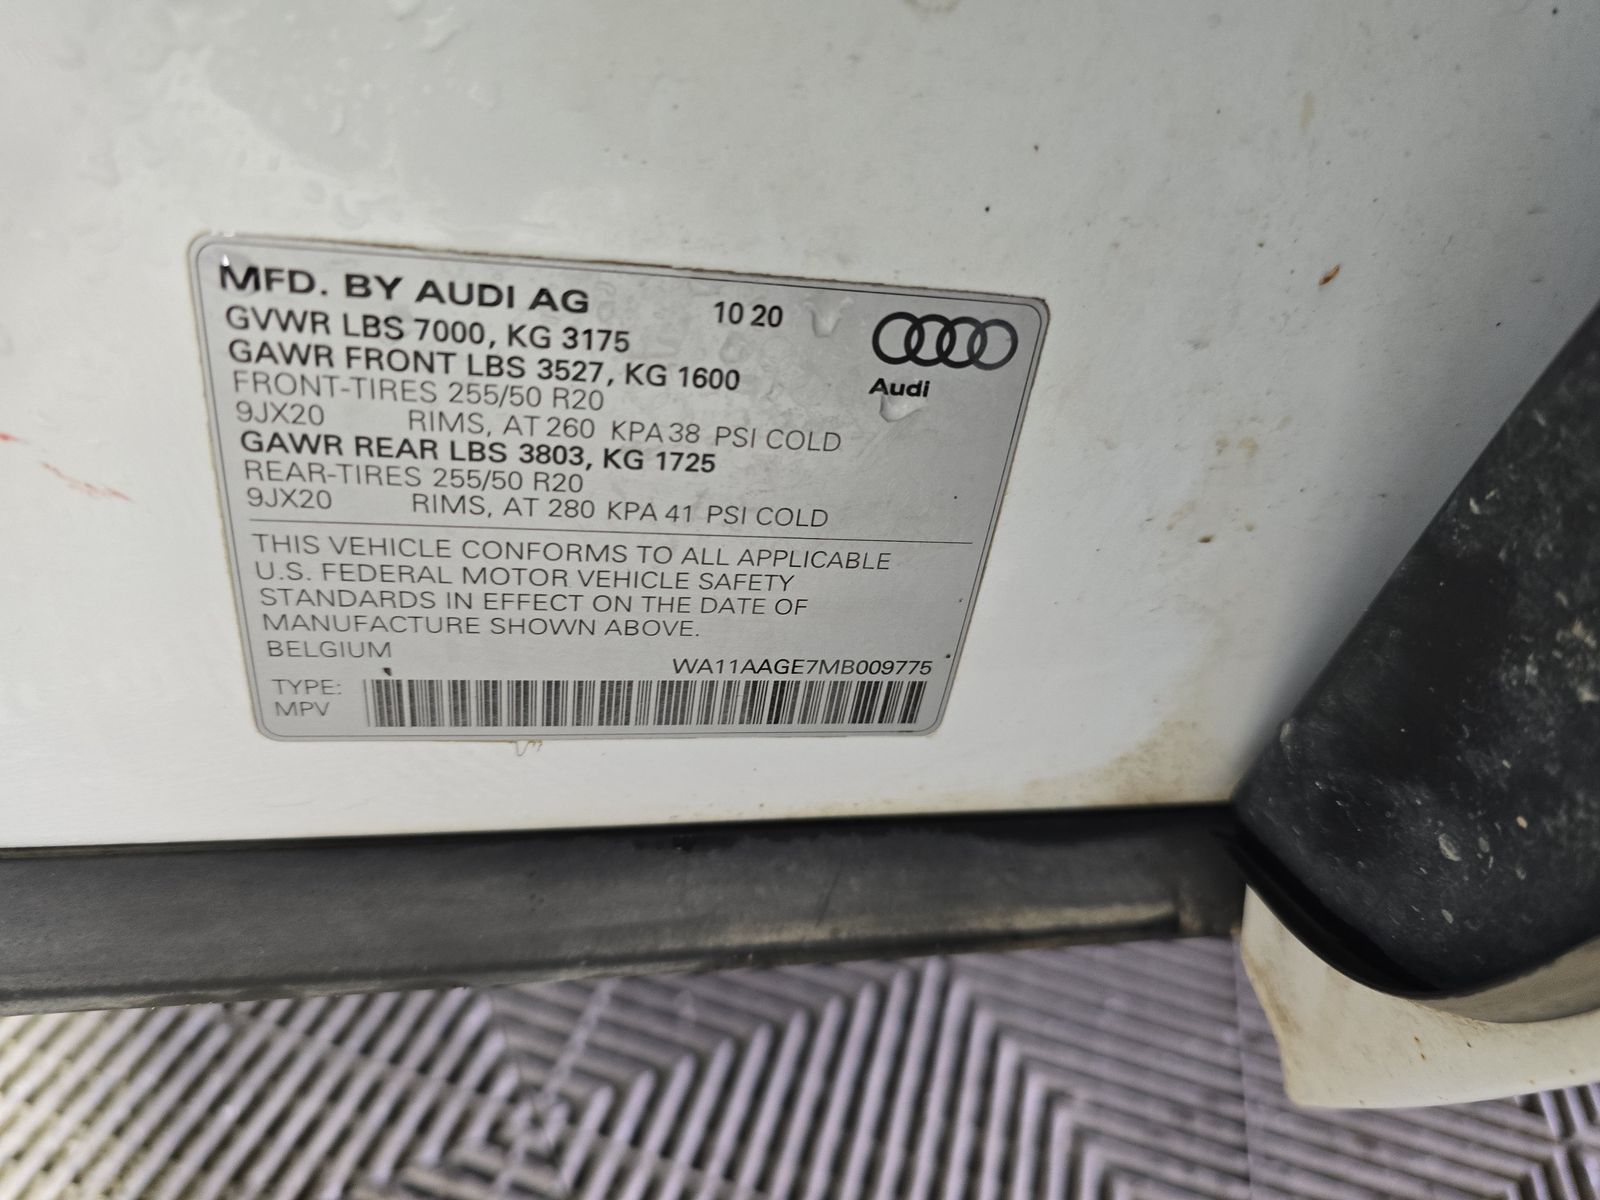 MFD. BY AUDI AG
10 20
GVWR LBS 7000, KG 3175
GAWR FRONT LBS 3527, KG 1600
Audi
FRONT-TIRES 255/50 R20
9JX20 RIMS, AT 260 KPA 38 PSI COLD
GAWR REAR LBS 3803, KG 1725
REAR-TIRES 255/50 R20
9JX20 RIMS, AT 280 KPA 41 PSI COLD
THIS VEHICLE CONFORMS TO ALL APPLICABLE
U.S. FEDERAL MOTOR VEHICLE SAFETY
STANDARDS IN EFFECT ON THE DATE OF
MANUFACTURE SHOWN ABOVE.
BELGIUM
WA11AAGE7MB009775
TYPE:
MPV